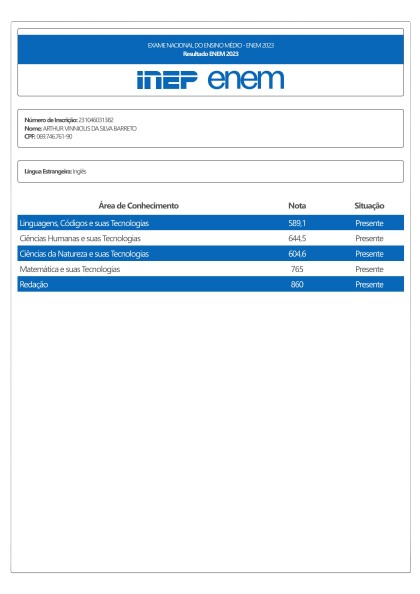 EXAME NACIONAL DO ENSINO MÉDIO - ENEM 2023
Resultado ENEM 2023
inep enem
Número de Inscrição: 231046031382
Nome: ARTHUR VINNICIUS DA SILVA BARRETO
CPF: 069.746.761-90
Língua Estrangeira: Inglês
Área de Conhecimento Nota Situação
Linguagens, Códigos e suas Tecnologias 589,1 Presente
Ciências Humanas e suas Tecnologias 644,5 Presente
Ciências da Natureza e suas Tecnologias 604,6 Presente
Matemática e suas Tecnologias 765 Presente
Redação 860 Presente